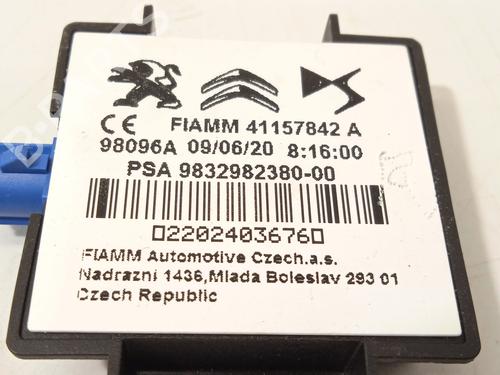 CE FIAMM 41157842 A
98096A 09/06/20 8:16:00
PSA 9832982380-00
02202403676
FIAMM Automotive Czech.a.s.
Nadrazni 1436,Mlada Boleslav 293 01
Czech Republic